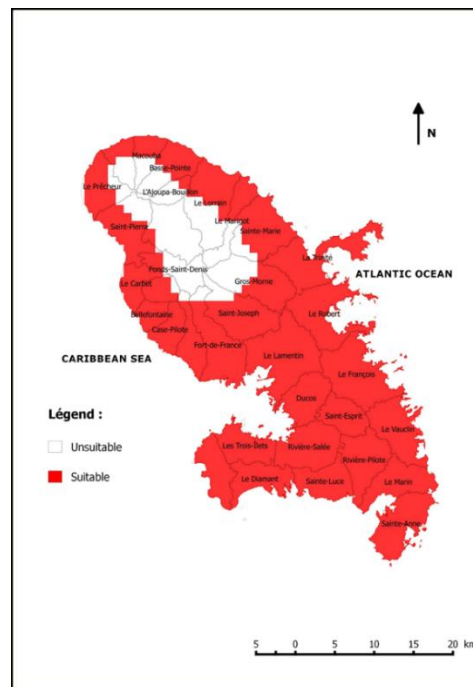 N
Macouba
Basse-Pointe
Le Prêcheur
L'Ajoupa-Bouillon
Le Lorrain
Le Marigot
Saint-Pierre
Sainte-Marie
La Trinité
ATLANTIC OCEAN
Fonds-Saint-Denis
Le Carbet
Gros-Morne
Bellefontaine
Saint-Joseph
Le Robert
Case-Pilote
Fort-de-France
CARIBBEAN SEA
Le Lamentin
Le François
Ducos
Légend :
Saint-Esprit
Le Vauclin
Unsuitable
Les Trois-Îlets
Rivière-Salée
Rivière-Pilote
Suitable
Le Diamant
Sainte-Luce
Le Marin
Sainte-Anne
5 0 5 10 15 20 km